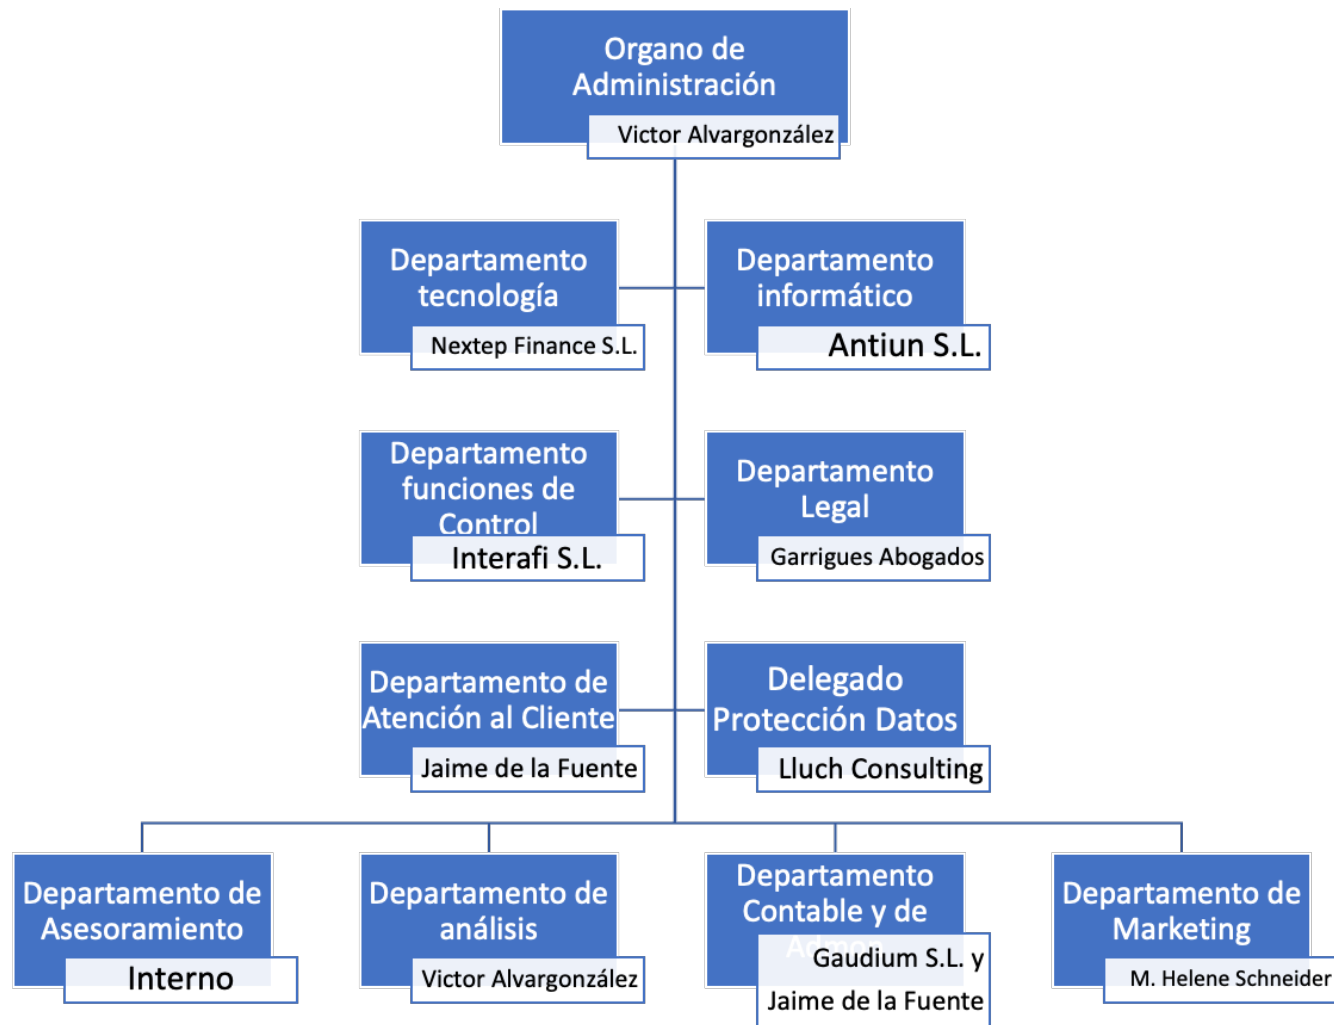 Organo de
Administración
Victor Alvargonzález
Departamento
tecnología
Nextep Finance S.L.
Departamento
informático
Antiun S.L.
Departamento
funciones de
Control
Interafi S.L.
Departamento
Legal
Garrigues Abogados
Departamento de
Atención al Cliente
Jaime de la Fuente
Delegado
Protección Datos
Lluch Consulting
Departamento de
Asesoramiento
Interno
Departamento de
análisis
Victor Alvargonzález
Departamento
Contable y de
Admon
Gaudium S.L. y
Jaime de la Fuente
Departamento de
Marketing
M. Helene Schneider